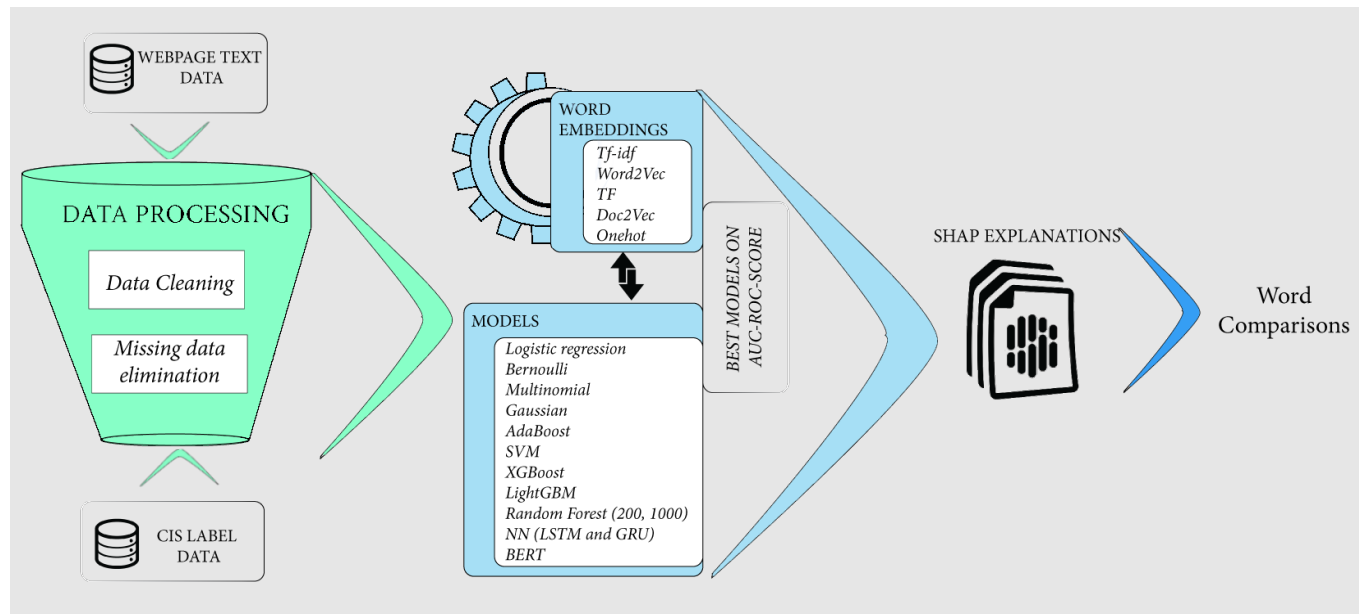 WEBPAGE TEXT
DATA
DATA PROCESSING
Data Cleaning
Missing data
elimination
CIS LABEL
DATA
WORD
EMBEDDINGS
Tf-idf
Word2Vec
TF
Doc2Vec
Onehot
MODELS
Logistic regression
Bernoulli
Multinomial
Gaussian
AdaBoost
SVM
XGBoost
LightGBM
Random Forest (200, 1000)
NN (LSTM and GRU)
BERT
BEST MODELS ON
AUC-ROC-SCORE
SHAP EXPLANATIONS
Word
Comparisons